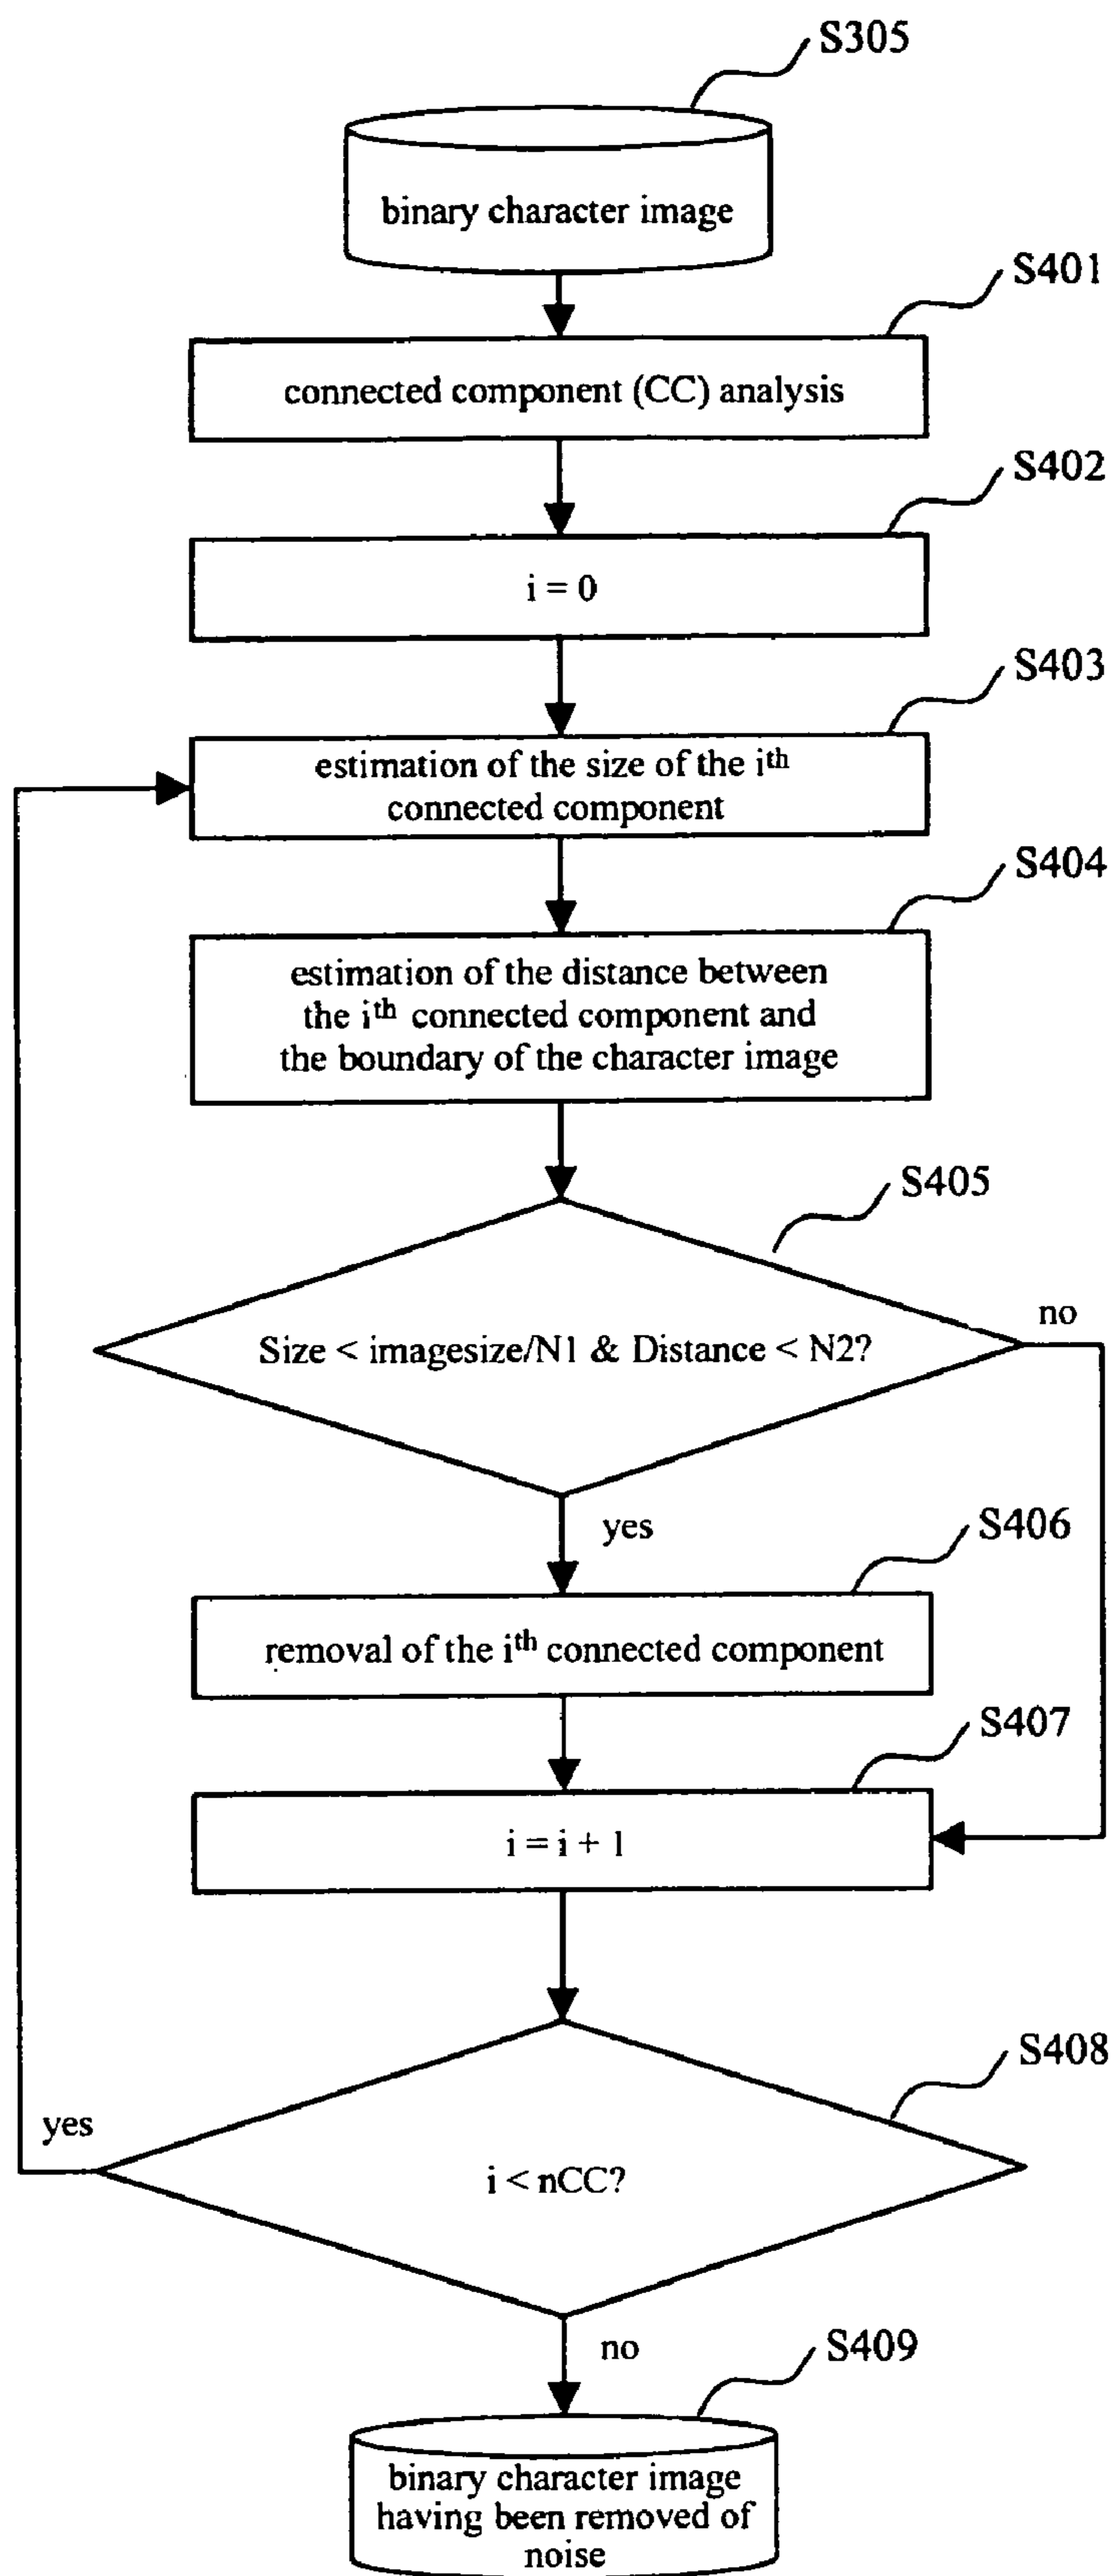 S305
binary character image
S401
connected component (CC) analysis
S402
i = 0
S403
estimation of the size of the ith
connected component
S404
estimation of the distance between
the ith connected component and
the boundary of the character image
S405
Size < imagesize/N1 & Distance < N2?
no
yes
S406
removal of the ith connected component
S407
i = i + 1
S408
yes
i < nCC?
no
S409
binary character image
having been removed of
noise